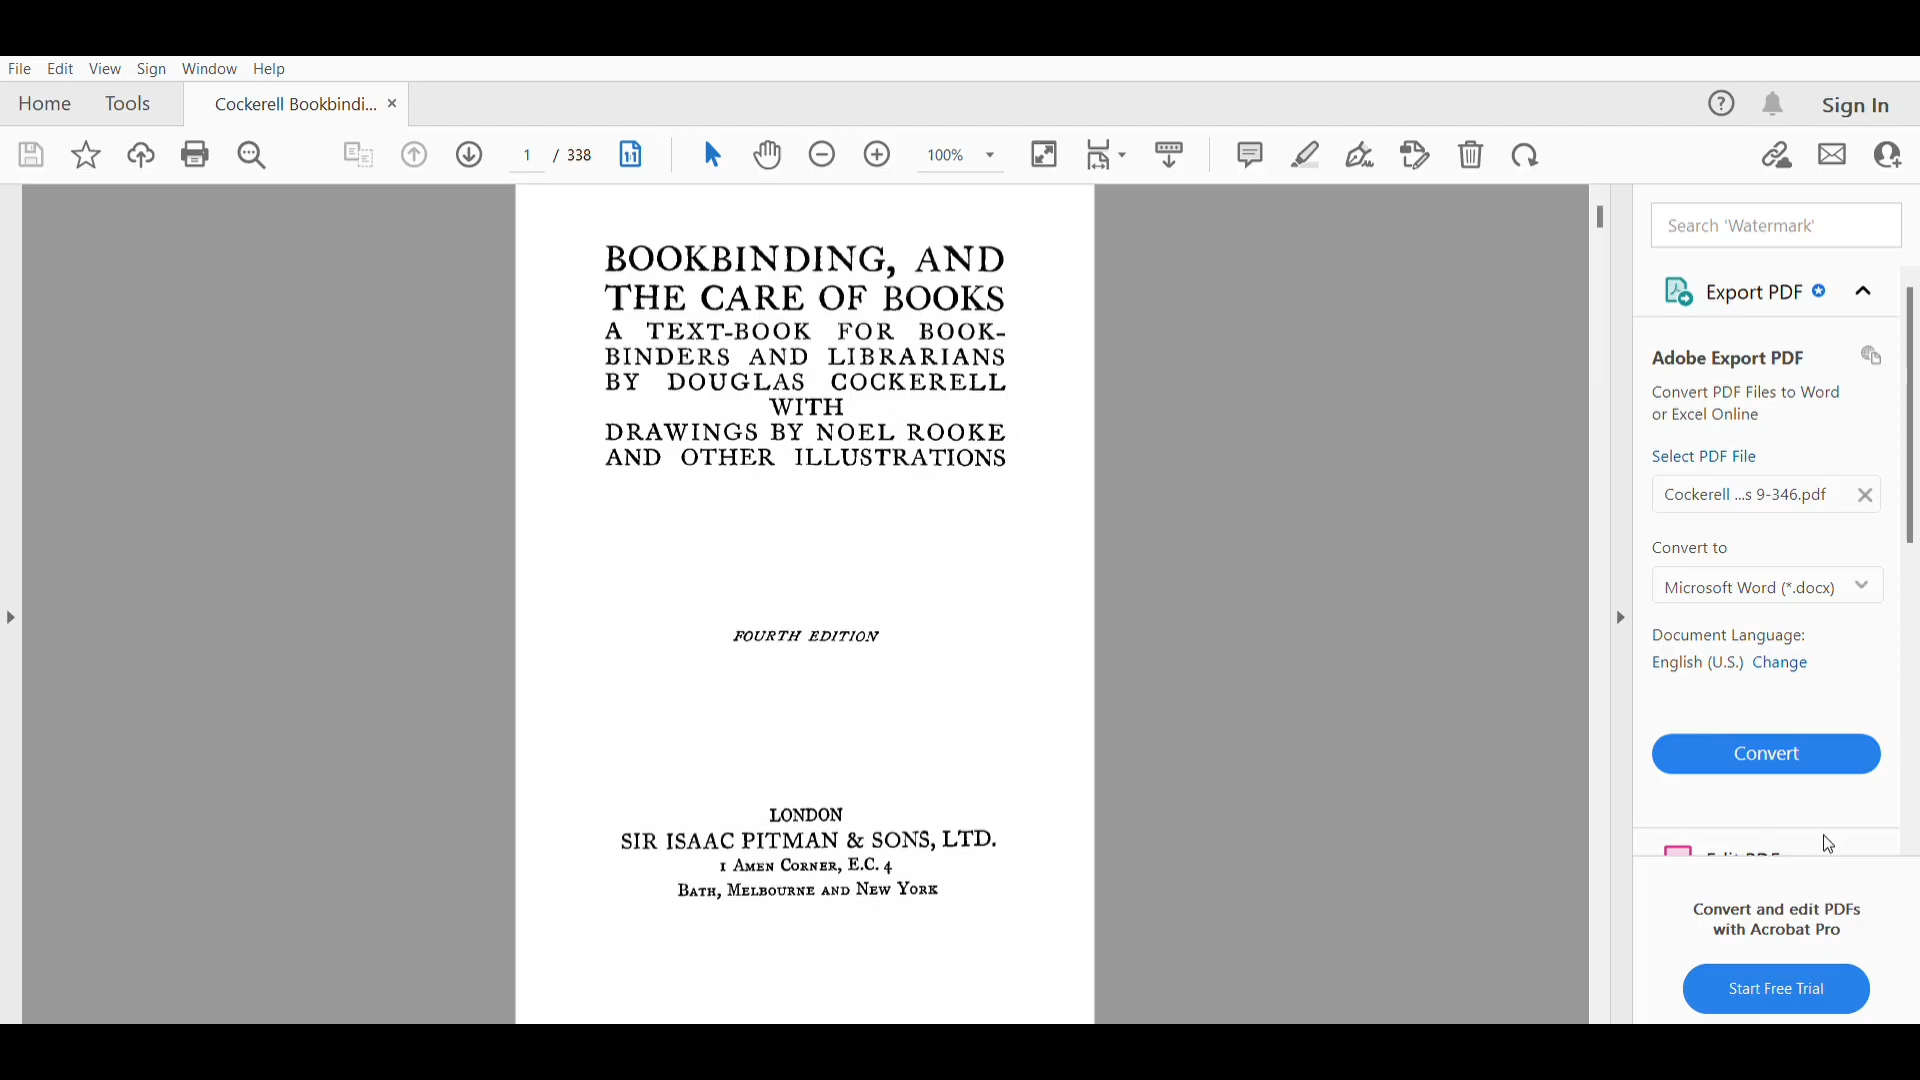 File Edit View Sign Window Help
Home Tools Cockerell Bookbindi... × Sign In
1 / 338 100%
BOOKBINDING, AND
THE CARE OF BOOKS
A TEXT-BOOK FOR BOOK-
BINDERS AND LIBRARIANS
BY DOUGLAS COCKERELL
WITH
DRAWINGS BY NOEL ROOKE
AND OTHER ILLUSTRATIONS
FOURTH EDITION
LONDON
SIR ISAAC PITMAN & SONS, LTD.
1 Amen Corner, E.C. 4
Bath, Melbourne and New York
Search 'Watermark'
Export PDF
Adobe Export PDF
Convert PDF Files to Word
or Excel Online
Select PDF File
Cockerell ...s 9-346.pdf
Convert to
Microsoft Word (*.docx)
Document Language:
English (U.S.) Change
Convert
Convert and edit PDFs
with Acrobat Pro
Start Free Trial